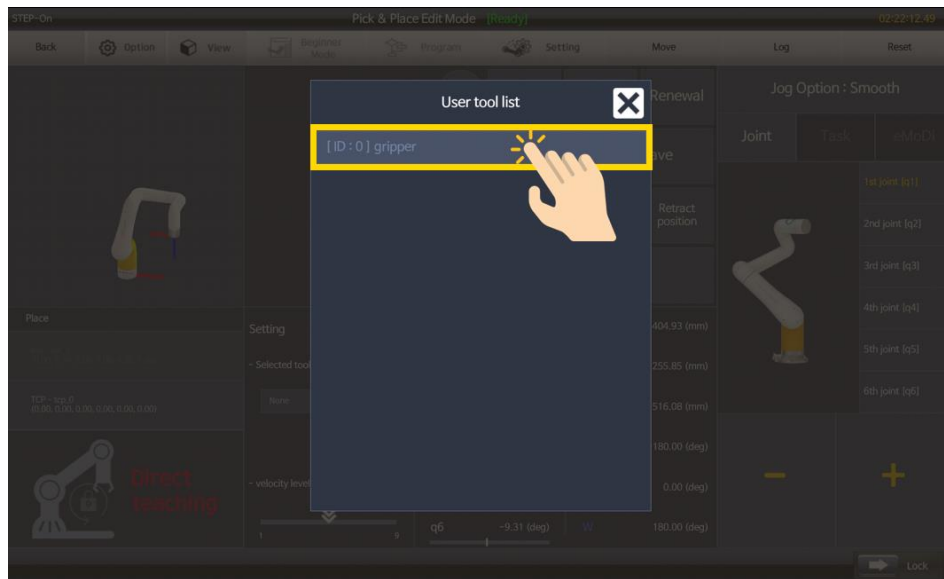 STEP-On
Pick & Place Edit Mode [Ready]
02:22:12.49
Back
Option
View
Beginner
Mode
Program
Setting
Move
Log
Reset
User tool list
[ ID : 0 ] gripper
Renewal
Retract
position
Jog Option : Smooth
Joint
Task
eMoDi
1st joint [q1]
2nd joint [q2]
3rd joint [q3]
4th joint [q4]
5th joint [q5]
6th joint [q6]
Place
TCP - tcp_0
(0.00, 0.00, 0.00, 0.00, 0.00, 0.00)
Direct
teaching
Setting
- Selected tool
None
- velocity level
1
9
404.93 (mm)
255.85 (mm)
516.08 (mm)
180.00 (deg)
0.00 (deg)
q6
-9.31 (deg)
W
180.00 (deg)
Lock